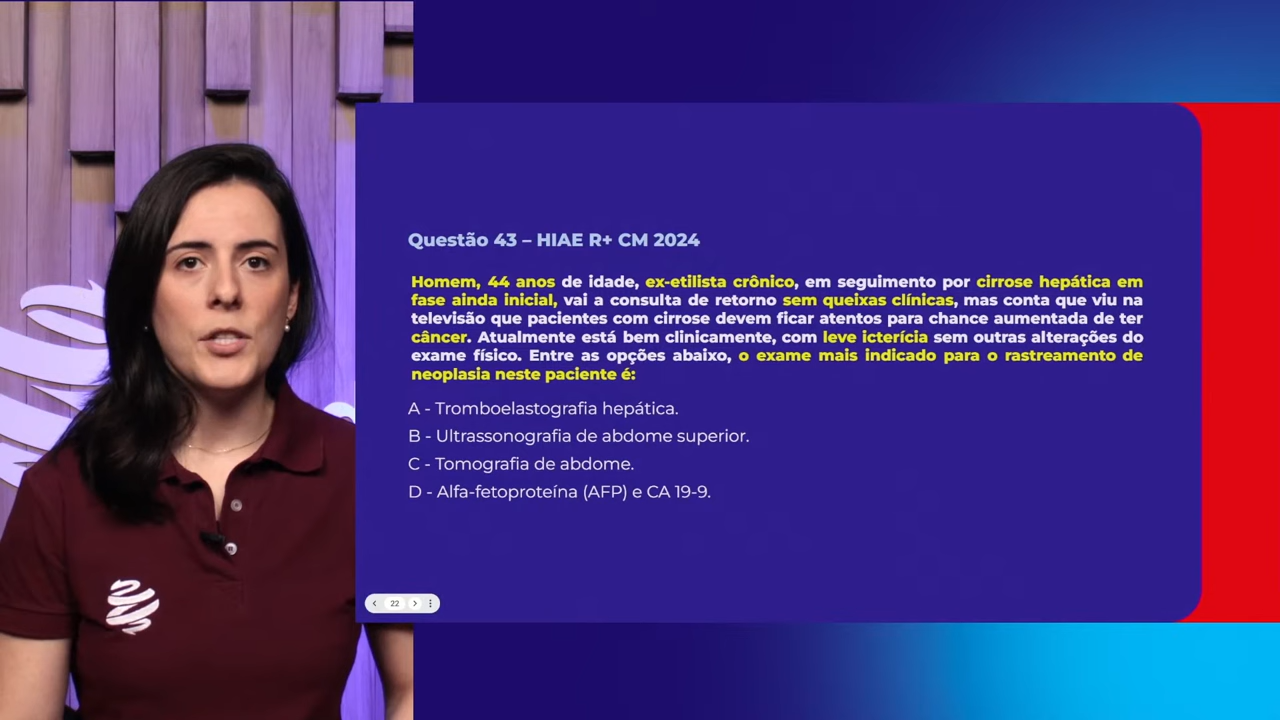 Questão 43 – HIAE R+ CM 2024
Homem, 44 anos de idade, ex-etilista crônico, em seguimento por cirrose hepática em
fase ainda inicial, vai a consulta de retorno sem queixas clínicas, mas conta que viu na
televisão que pacientes com cirrose devem ficar atentos para chance aumentada de ter
câncer. Atualmente está bem clinicamente, com leve icterícia sem outras alterações do
exame físico. Entre as opções abaixo, o exame mais indicado para o rastreamento de
neoplasia neste paciente é:
A - Tromboelastografia hepática.
B - Ultrassonografia de abdome superior.
C - Tomografia de abdome.
D - Alfa-fetoproteína (AFP) e CA 19-9.
22